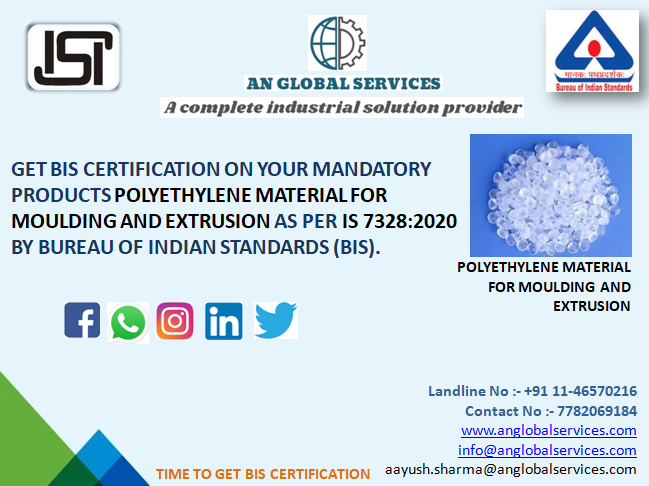 ISI
AN GLOBAL SERVICES
A complete industrial solution provider
मानकः पथप्रदर्शकः
Bureau of Indian Standards
GET BIS CERTIFICATION ON YOUR MANDATORY
PRODUCTS POLYETHYLENE MATERIAL FOR
MOULDING AND EXTRUSION AS PER IS 7328:2020
BY BUREAU OF INDIAN STANDARDS (BIS).
POLYETHYLENE MATERIAL
FOR MOULDING AND
EXTRUSION
Landline No :- +91 11-46570216
Contact No :- 7782069184
www.anglobalservices.com
info@anglobalservices.com
aayush.sharma@anglobalservices.com
TIME TO GET BIS CERTIFICATION